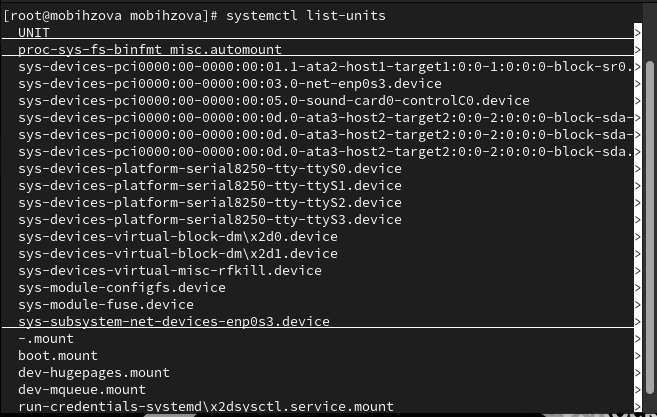 [root@mobihzova mobihzova]# systemctl list-units
UNIT >
proc-sys-fs-binfmt_misc.automount >
sys-devices-pci0000:00-0000:00:01.1-ata2-host1-target1:0:0-1:0:0:0-block-sr0.>
sys-devices-pci0000:00-0000:00:03.0-net-enp0s3.device >
sys-devices-pci0000:00-0000:00:05.0-sound-card0-controlC0.device >
sys-devices-pci0000:00-0000:00:0d.0-ata3-host2-target2:0:0-2:0:0:0-block-sda->
sys-devices-pci0000:00-0000:00:0d.0-ata3-host2-target2:0:0-2:0:0:0-block-sda->
sys-devices-pci0000:00-0000:00:0d.0-ata3-host2-target2:0:0-2:0:0:0-block-sda.>
sys-devices-platform-serial8250-tty-ttyS0.device >
sys-devices-platform-serial8250-tty-ttyS1.device >
sys-devices-platform-serial8250-tty-ttyS2.device >
sys-devices-platform-serial8250-tty-ttyS3.device >
sys-devices-virtual-block-dm\x2d0.device >
sys-devices-virtual-block-dm\x2d1.device >
sys-devices-virtual-misc-rfkill.device >
sys-module-configfs.device >
sys-module-fuse.device >
sys-subsystem-net-devices-enp0s3.device >
-.mount >
boot.mount >
dev-hugepages.mount >
dev-mqueue.mount >
run-credentials-systemd\x2dsysctl.service.mount >